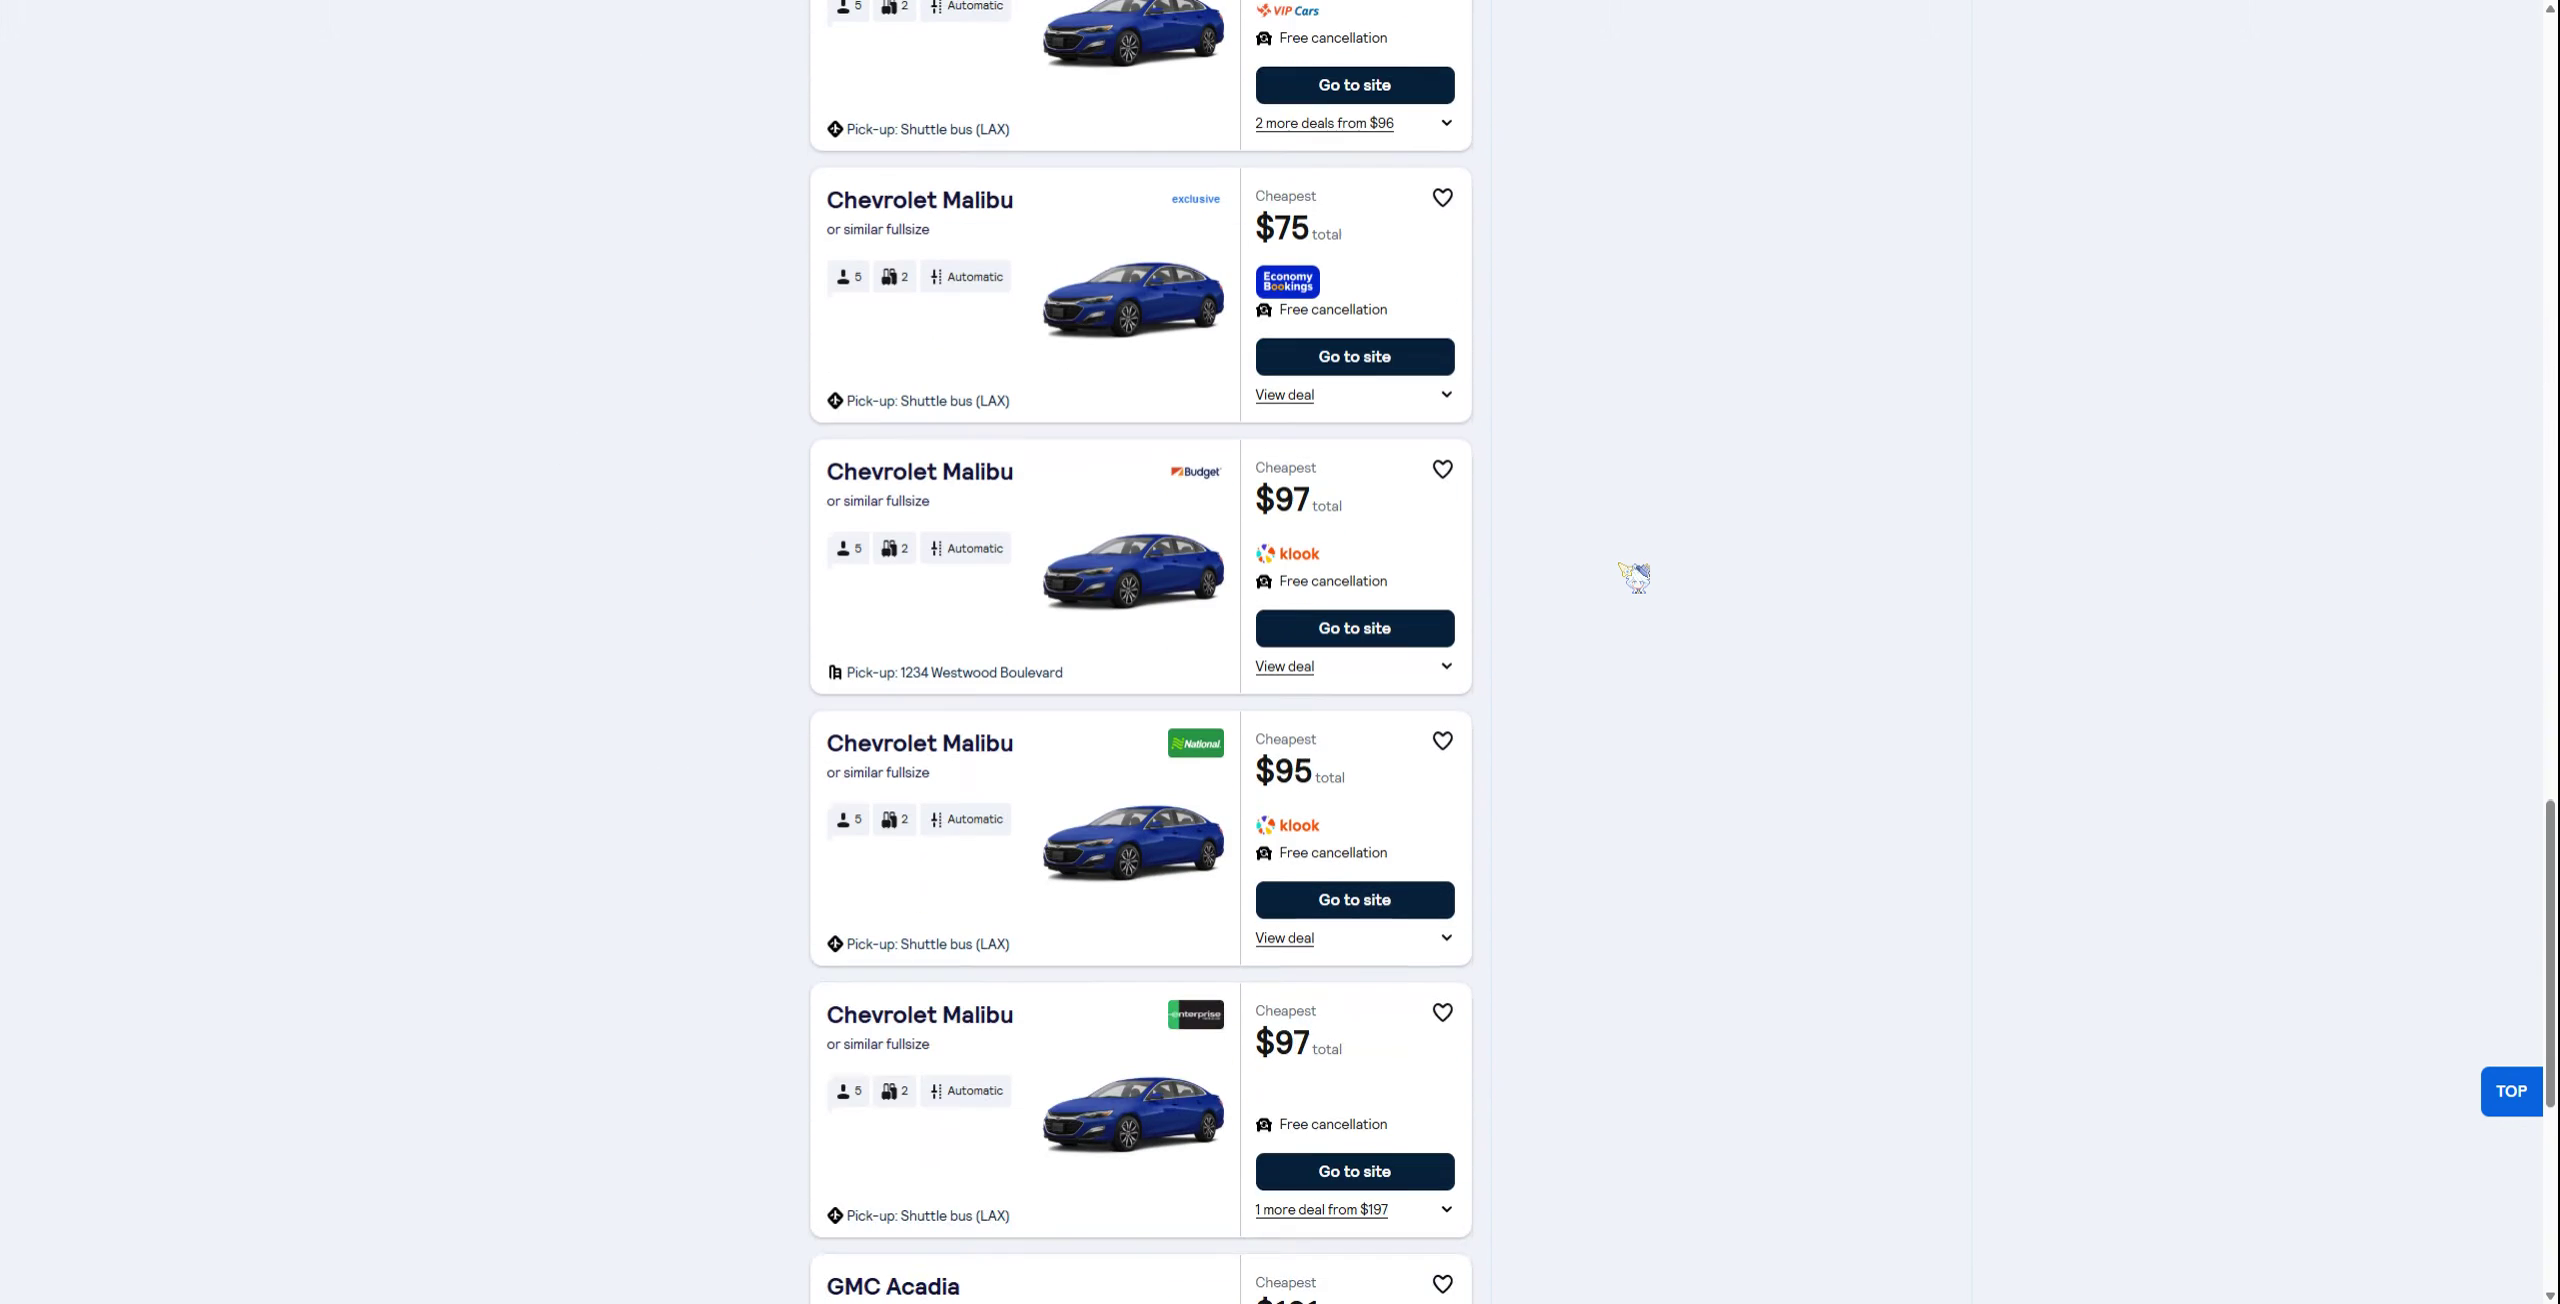 5 2 Automatic
VIP Cars
Free cancellation
Go to site
2 more deals from $96
Pick-up: Shuttle bus (LAX)
Chevrolet Malibu
or similar fullsize
exclusive
5 2 Automatic
Pick-up: Shuttle bus (LAX)
Cheapest
$75 total
Economy
Bookings
Free cancellation
Go to site
View deal
Chevrolet Malibu
or similar fullsize
Budget
5 2 Automatic
Pick-up: 1234 Westwood Boulevard
Cheapest
$97 total
klook
Free cancellation
Go to site
View deal
Chevrolet Malibu
or similar fullsize
National
5 2 Automatic
Pick-up: Shuttle bus (LAX)
Cheapest
$95 total
klook
Free cancellation
Go to site
View deal
Chevrolet Malibu
or similar fullsize
enterprise
5 2 Automatic
Pick-up: Shuttle bus (LAX)
Cheapest
$97 total
Free cancellation
Go to site
1 more deal from $197
TOP
GMC Acadia
Cheapest